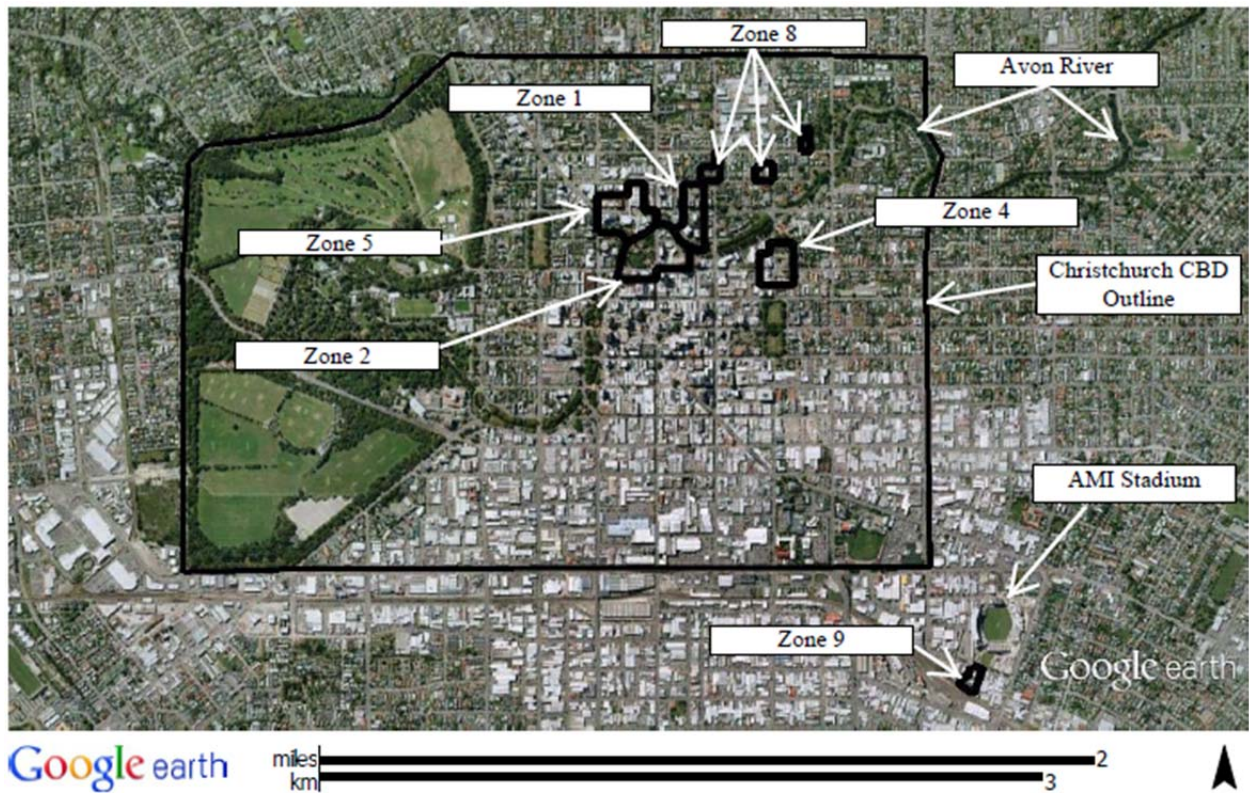 Zone 8
Avon River
Zone 1
Zone 4
Zone 5
Christchurch CBD
Outline
Zone 2
AMI Stadium
Zone 9
Google earth
Google earth
miles
2
km
3